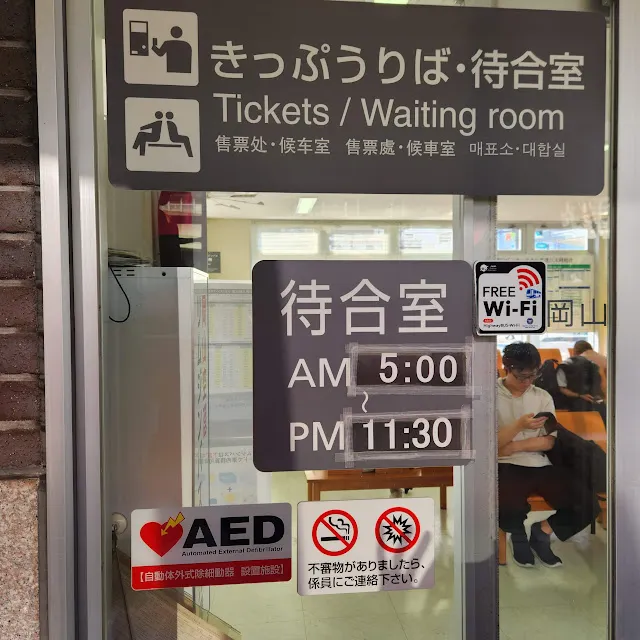 きっぷうりば・待合室
Tickets / Waiting room
售票处・候车室 售票處・候車室 매표소・대합실
待合室
AM 5:00
～
PM 11:30
FREE
Wi-Fi
岡山
AED
Automated External Defibrillator
【自動体外式除細動器 設置施設】
不審物がありましたら、
係員にご連絡下さい。